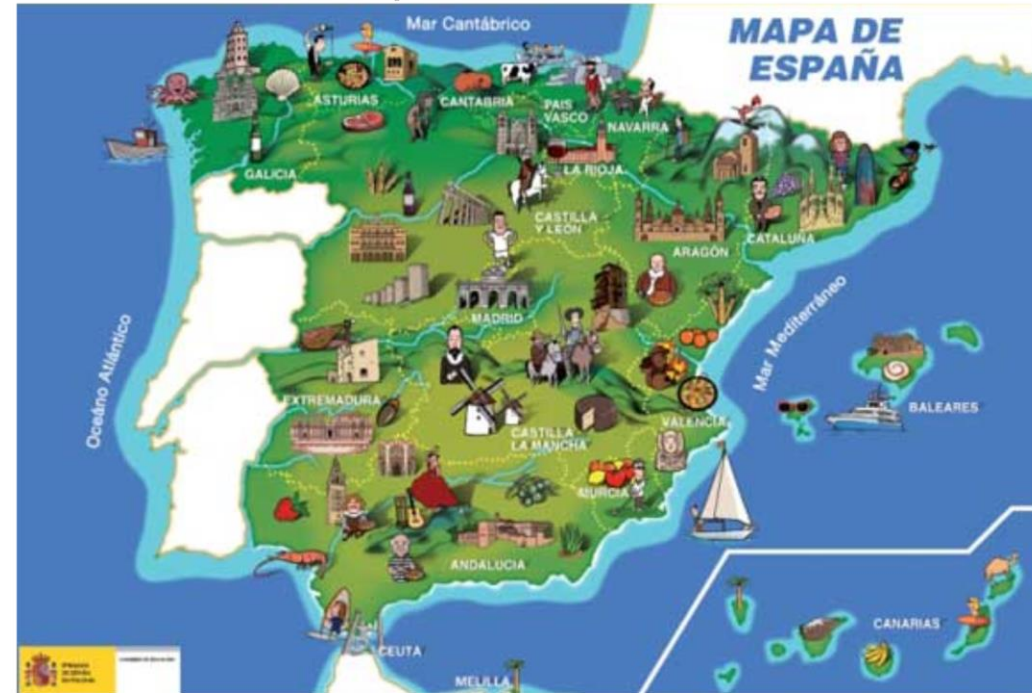 Mar Cantábrico
MAPA DE
ESPAÑA
ASTURIAS
CANTABRIA
PAIS
VASCO
NAVARRA
GALICIA
LA RIOJA
CASTILLA
Y LEÓN
ARAGÓN
CATALUÑA
MADRID
Océano Atlántico
Mar Mediterráneo
EXTREMADURA
BALEARES
CASTILLA
LA MANCHA
VALENCIA
MURCIA
ANDALUCIA
CANARIAS
CEUTA
MELILLA